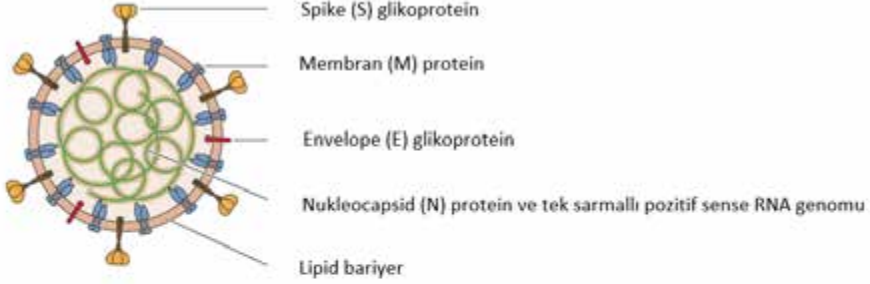 Spike (S) glikoprotein
Membran (M) protein
Envelope (E) glikoprotein
Nukleocapsid (N) protein ve tek sarmallı pozitif sense RNA genomu
Lipid bariyer